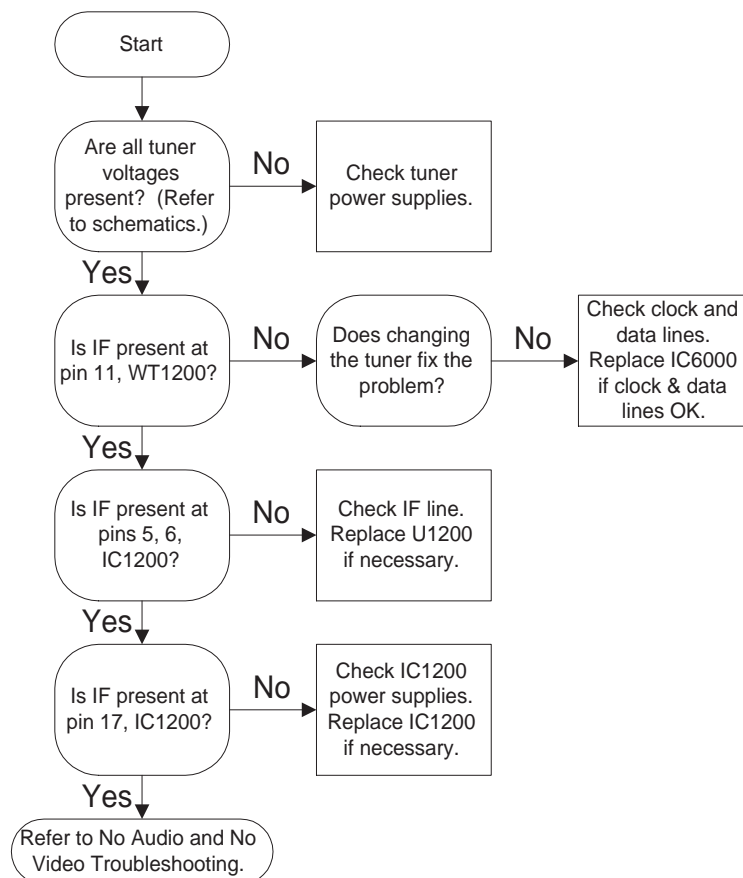 Start
Are all tuner
voltages
present? (Refer
to schematics.)
No
Check tuner
power supplies.
Yes
Is IF present at
pin 11, WT1200?
No
Does changing
the tuner fix the
problem?
No
Check clock and
data lines.
Replace IC6000
if clock & data
lines OK.
Yes
Is IF present at
pins 5, 6,
IC1200?
No
Check IF line.
Replace U1200
if necessary.
Yes
Is IF present at
pin 17, IC1200?
No
Check IC1200
power supplies.
Replace IC1200
if necessary.
Yes
Refer to No Audio and No
Video Troubleshooting.